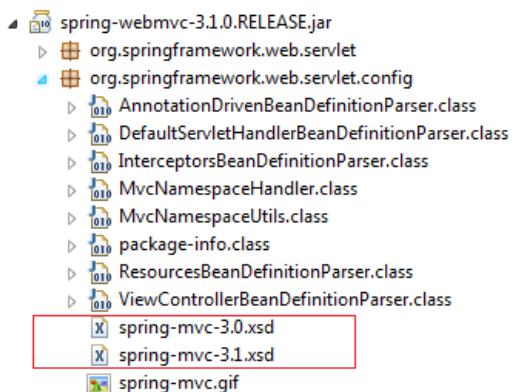 spring-webmvc-3.1.0.RELEASE.jar
org.springframework.web.servlet
org.springframework.web.servlet.config
AnnotationDrivenBeanDefinitionParser.class
DefaultServletHandlerBeanDefinitionParser.class
InterceptorsBeanDefinitionParser.class
MvcNamespaceHandler.class
MvcNamespaceUtils.class
package-info.class
ResourcesBeanDefinitionParser.class
ViewControllerBeanDefinitionParser.class
spring-mvc-3.0.xsd
spring-mvc-3.1.xsd
spring-mvc.gif